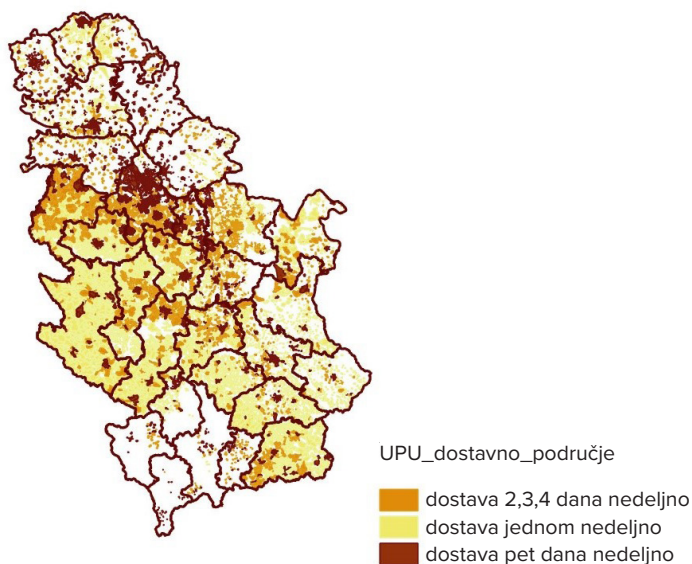 UPU_dostavno_područje
dostava 2,3,4 dana nedeljno
dostava jednom nedeljno
dostava pet dana nedeljno